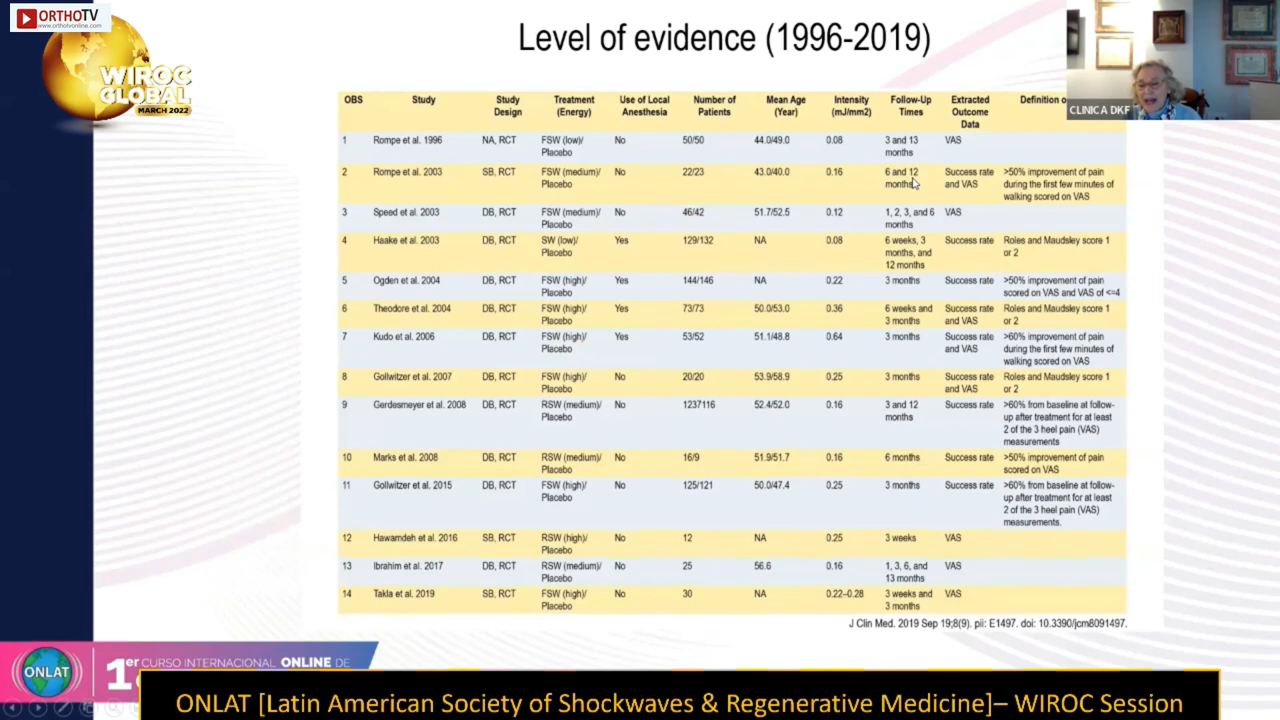 ORTHOTV
www.orthotvonline.com
WIROC
GLOBAL
MARCH 2022
Level of evidence (1996-2019)
CLINICA DKF
OBS Study Study Design Treatment (Energy) Use of Local Anesthesia Number of Patients Mean Age (Year) Intensity (mJ/mm2) Follow-Up Times Extracted Outcome Data Definition
1 Rompe et al. 1996 NA, RCT FSW (low)/ Placebo No 50/50 44.0/49.0 0.08 3 and 13 months VAS
2 Rompe et al. 2003 SB, RCT FSW (medium)/ Placebo No 22/23 43.0/40.0 0.16 6 and 12 months Success rate and VAS >50% improvement of pain during the first few minutes of walking scored on VAS
3 Speed et al. 2003 DB, RCT FSW (medium)/ Placebo No 46/42 51.7/52.5 0.12 1, 2, 3, and 6 months VAS
4 Haake et al. 2003 DB, RCT SW (low)/ Placebo Yes 129/132 NA 0.08 6 weeks, 3 months, and 12 months Success rate Roles and Maudsley score 1 or 2
5 Ogden et al. 2004 DB, RCT FSW (high)/ Placebo Yes 144/146 NA 0.22 3 months Success rate >50% improvement of pain scored on VAS and VAS of <=4
6 Theodore et al. 2004 DB, RCT FSW (high)/ Placebo Yes 73/73 50.0/53.0 0.36 6 weeks and 3 months Success rate and VAS Roles and Maudsley score 1 or 2
7 Kudo et al. 2006 DB, RCT FSW (high)/ Placebo Yes 53/52 51.1/48.8 0.64 3 months Success rate and VAS >60% improvement of pain during the first few minutes of walking scored on VAS
8 Gollwitzer et al. 2007 DB, RCT FSW (high)/ Placebo No 20/20 53.9/58.9 0.25 3 months Success rate and VAS Roles and Maudsley score 1 or 2
9 Gerdesmeyer et al. 2008 DB, RCT RSW (medium)/ Placebo No 1237116 52.4/52.0 0.16 3 and 12 months Success rate >60% from baseline at follow-up after treatment for at least 2 of the 3 heel pain (VAS) measurements
10 Marks et al. 2008 DB, RCT RSW (medium)/ Placebo No 16/9 51.9/51.7 0.16 6 months Success rate >50% improvement of pain scored on VAS
11 Gollwitzer et al. 2015 DB, RCT FSW (high)/ Placebo No 125/121 50.0/47.4 0.25 3 months Success rate >60% from baseline at follow-up after treatment for at least 2 of the 3 heel pain (VAS) measurements.
12 Hawamdeh et al. 2016 SB, RCT RSW (high)/ Placebo No 12 NA 0.25 3 weeks VAS
13 Ibrahim et al. 2017 DB, RCT RSW (medium)/ Placebo No 25 56.6 0.16 1, 3, 6, and 13 months VAS
14 Takla et al. 2019 SB, RCT FSW (high)/ Placebo No 30 NA 0.22–0.28 3 weeks and 3 months VAS
J Clin Med. 2019 Sep 19;8(9). pii: E1497. doi: 10.3390/jcm8091497.
ONLAT
1er CURSO INTERNACIONAL ONLINE DE
ONLAT [Latin American Society of Shockwaves & Regenerative Medicine]– WIROC Session